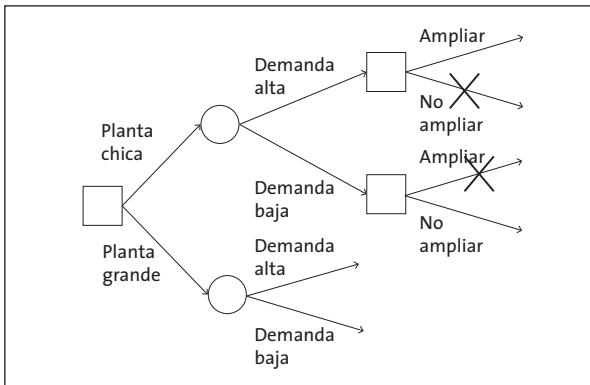 Ampliar
Demanda
alta
No
ampliar
Planta
chica
Ampliar
Demanda
baja
No
ampliar
Planta
grande
Demanda
alta
Demanda
baja